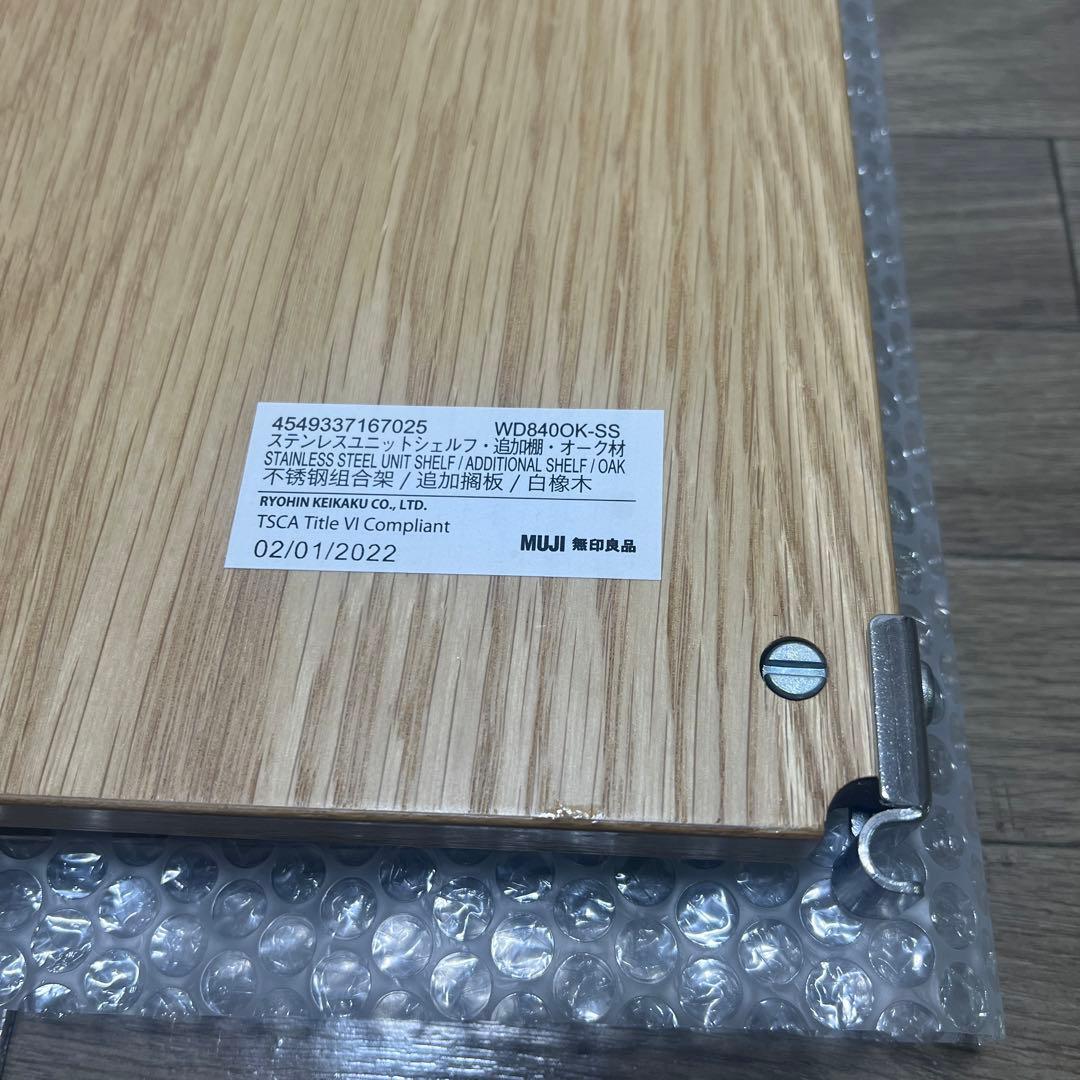 4549337167025 WD840OK-SS
ステンレスユニットシェルフ・追加棚・オーク材
STAINLESS STEEL UNIT SHELF / ADDITIONAL SHELF / OAK
不锈钢组合架 / 追加搁板 / 白橡木
RYOHIN KEIKAKU CO., LTD.
TSCA Title VI Compliant
02/01/2022
MUJI 無印良品